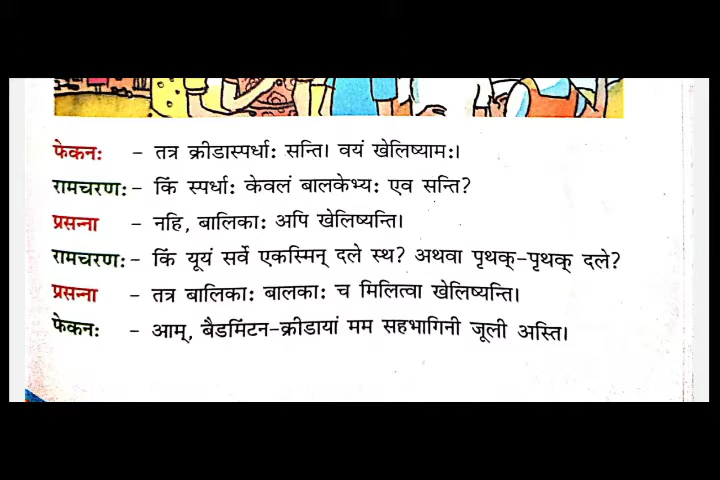 फेकनः - तत्र क्रीडास्पर्धाः सन्ति। वयं खेलिष्यामः।
रामचरणः - किं स्पर्धाः केवलं बालकेभ्यः एव सन्ति?
प्रसन्ना - नहि, बालिकाः अपि खेलिष्यन्ति।
रामचरणः - किं यूयं सर्वे एकस्मिन् दले स्थ? अथवा पृथक्-पृथक् दले?
प्रसन्ना - तत्र बालिकाः बालकाः च मिलित्वा खेलिष्यन्ति।
फेकनः - आम्, बैडमिंटन-क्रीडायां मम सहभागिनी जूली अस्ति।